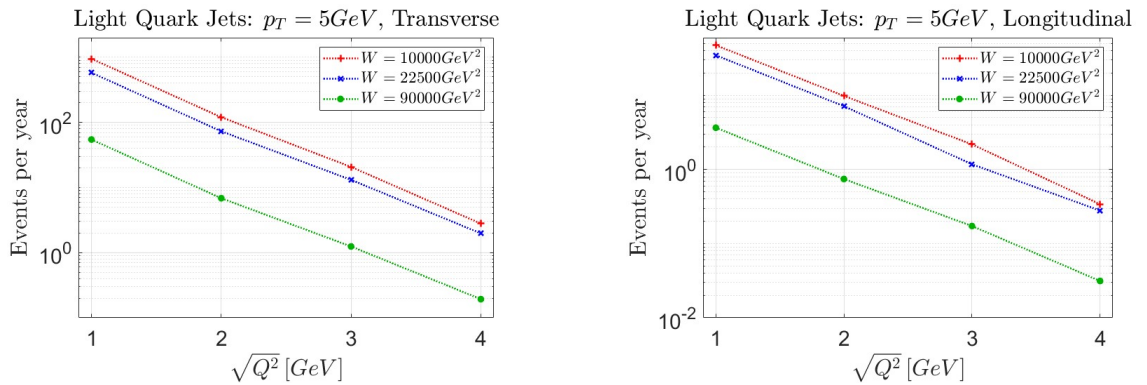 Light Quark Jets: $p_T = 5GeV$, Transverse
$W = 10000GeV^2$
$W = 22500GeV^2$
$W = 90000GeV^2$
Events per year
$10^2$
$10^0$
1 2 3 4
$\sqrt{Q^2}\,[GeV]$
Light Quark Jets: $p_T = 5GeV$, Longitudinal
$W = 10000GeV^2$
$W = 22500GeV^2$
$W = 90000GeV^2$
Events per year
$10^0$
$10^{-2}$
1 2 3 4
$\sqrt{Q^2}\,[GeV]$